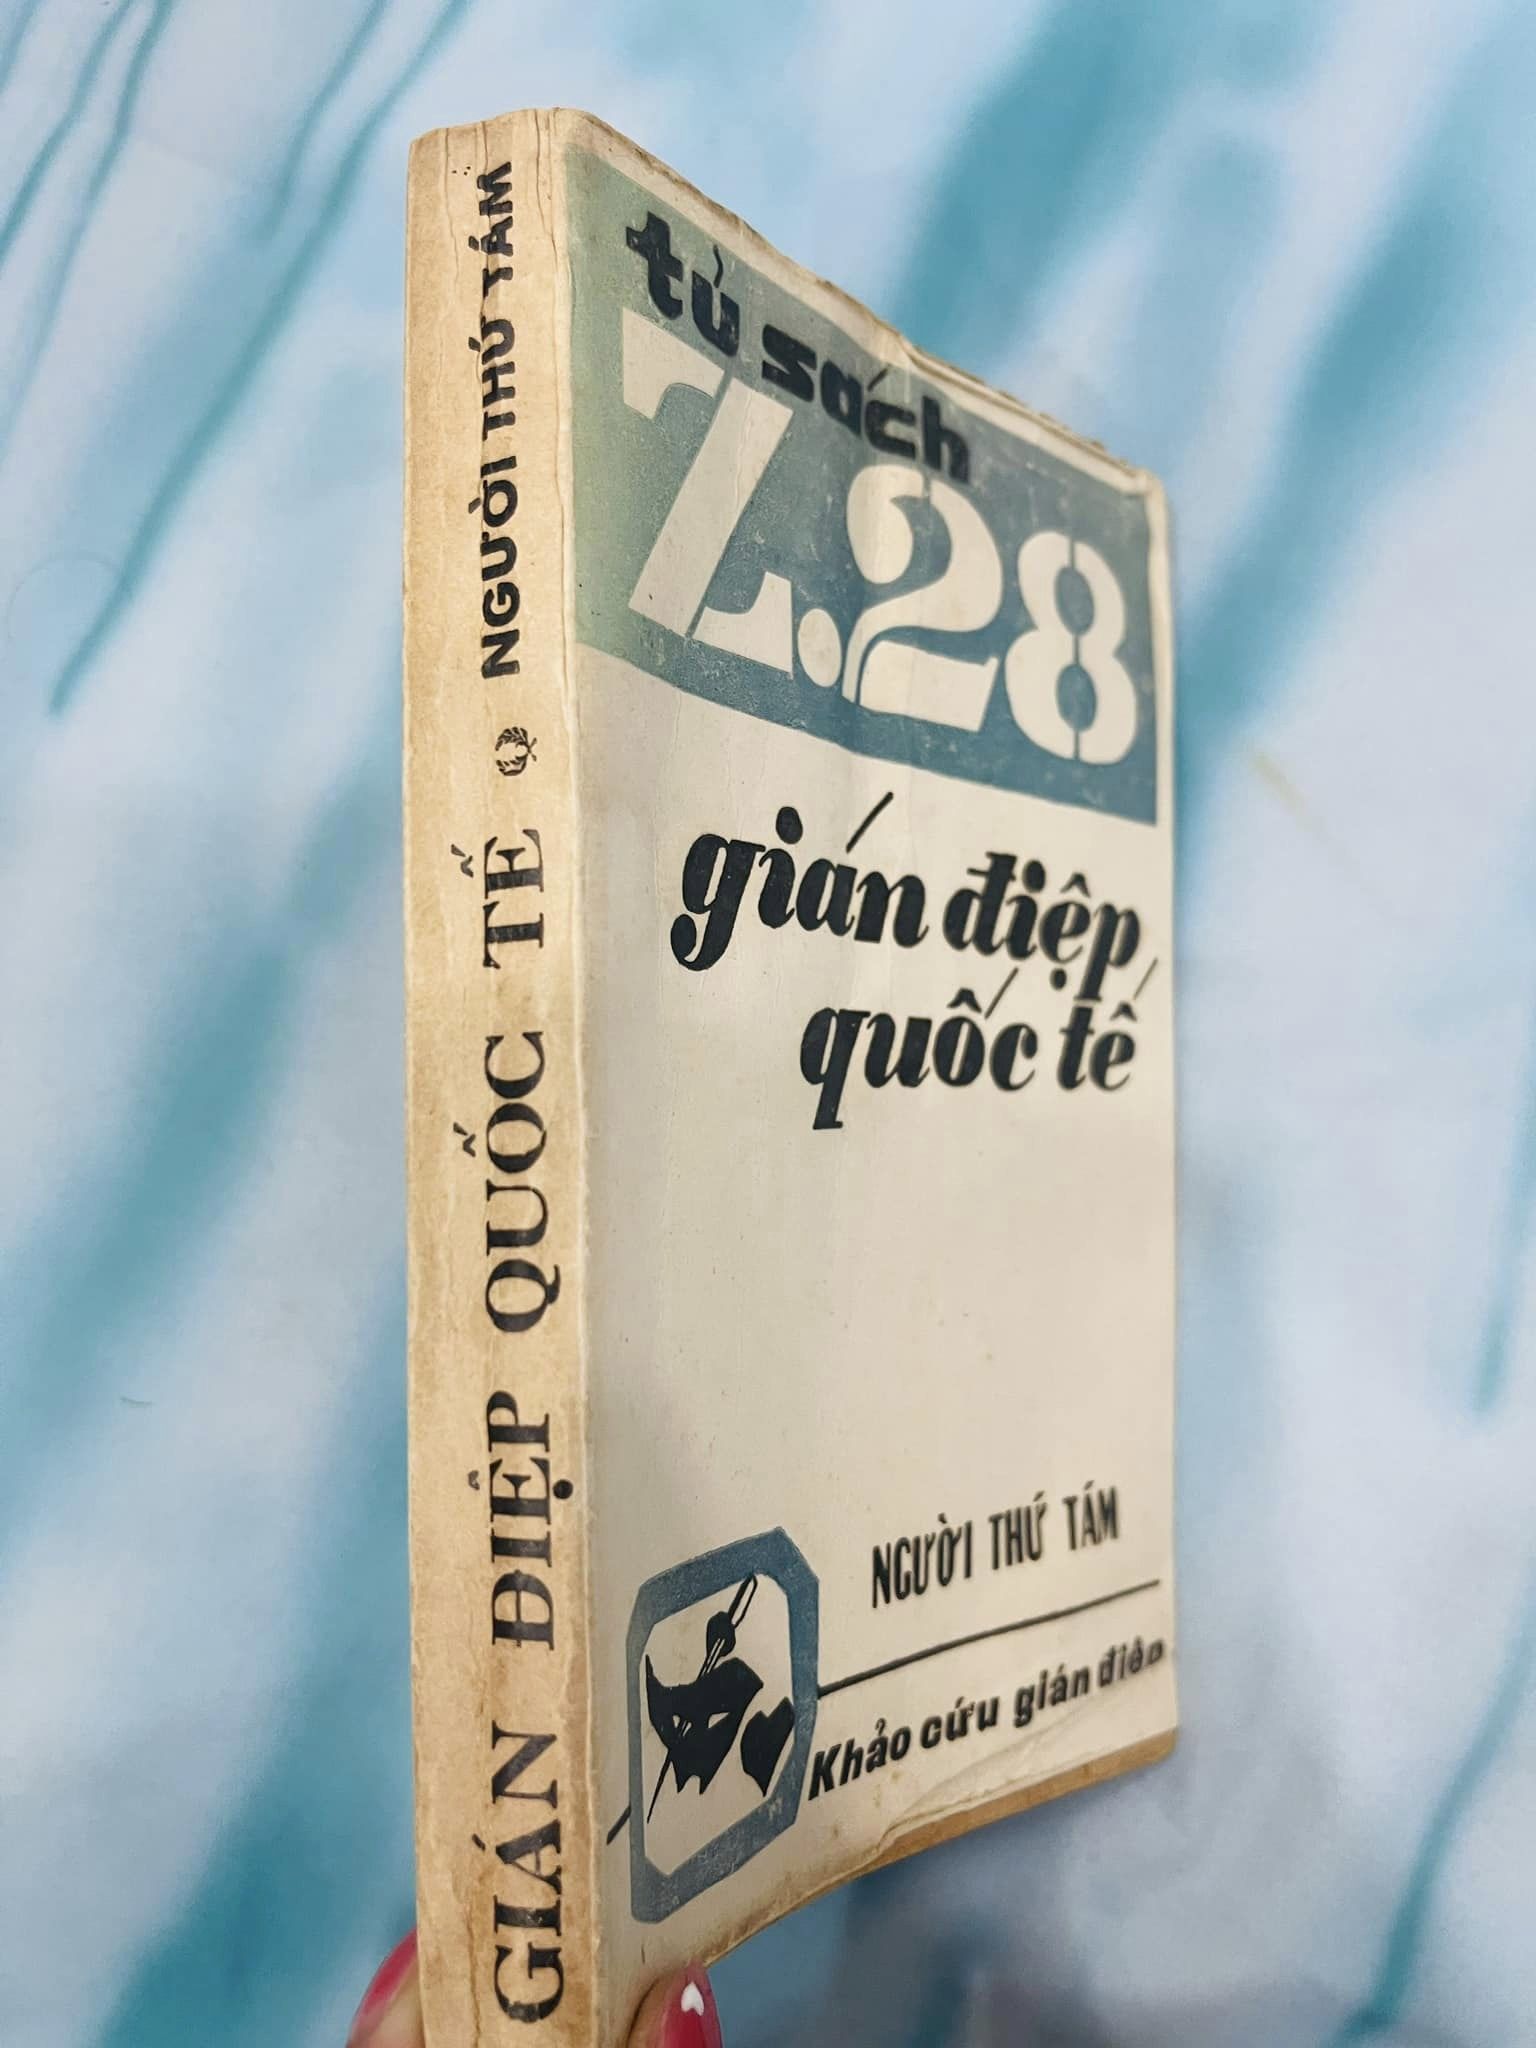 GIÁN ĐIỆP QUỐC TẾ NGƯỜI THỨ TÁM
tủ sách
Z.28
gián điệp
quốc tế
NGƯỜI THỨ TÁM
Khảo cứu gián điệp